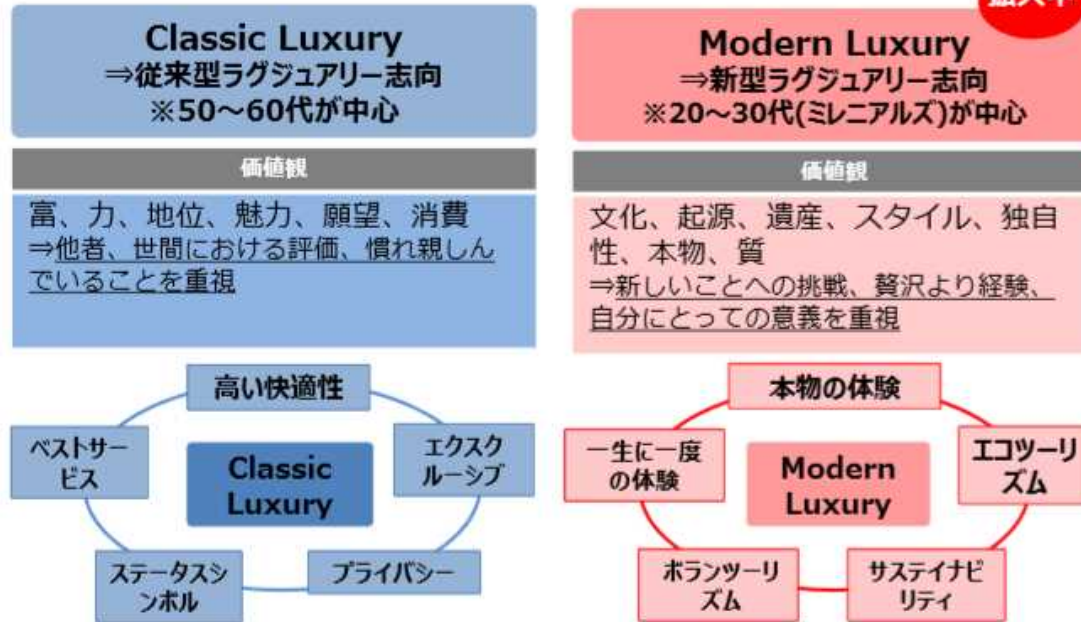 Classic Luxury
⇒従来型ラグジュアリー志向
※50～60代が中心
価値観
富、力、地位、魅力、願望、消費
⇒他者、世間における評価、慣れ親しん
でいることを重視
高い快適性
ベストサー
ビス
エクスク
ルーシブ
Classic
Luxury
ステータスシ
ンボル
プライバシー
Modern Luxury
⇒新型ラグジュアリー志向
※20～30代(ミレニアルズ)が中心
価値観
文化、起源、遺産、スタイル、独自
性、本物、質
⇒新しいことへの挑戦、贅沢より経験、
自分にとっての意義を重視
本物の体験
一生に一度
の体験
エコツーリ
ズム
Modern
Luxury
ボランツーリ
ズム
サステイナビ
リティ